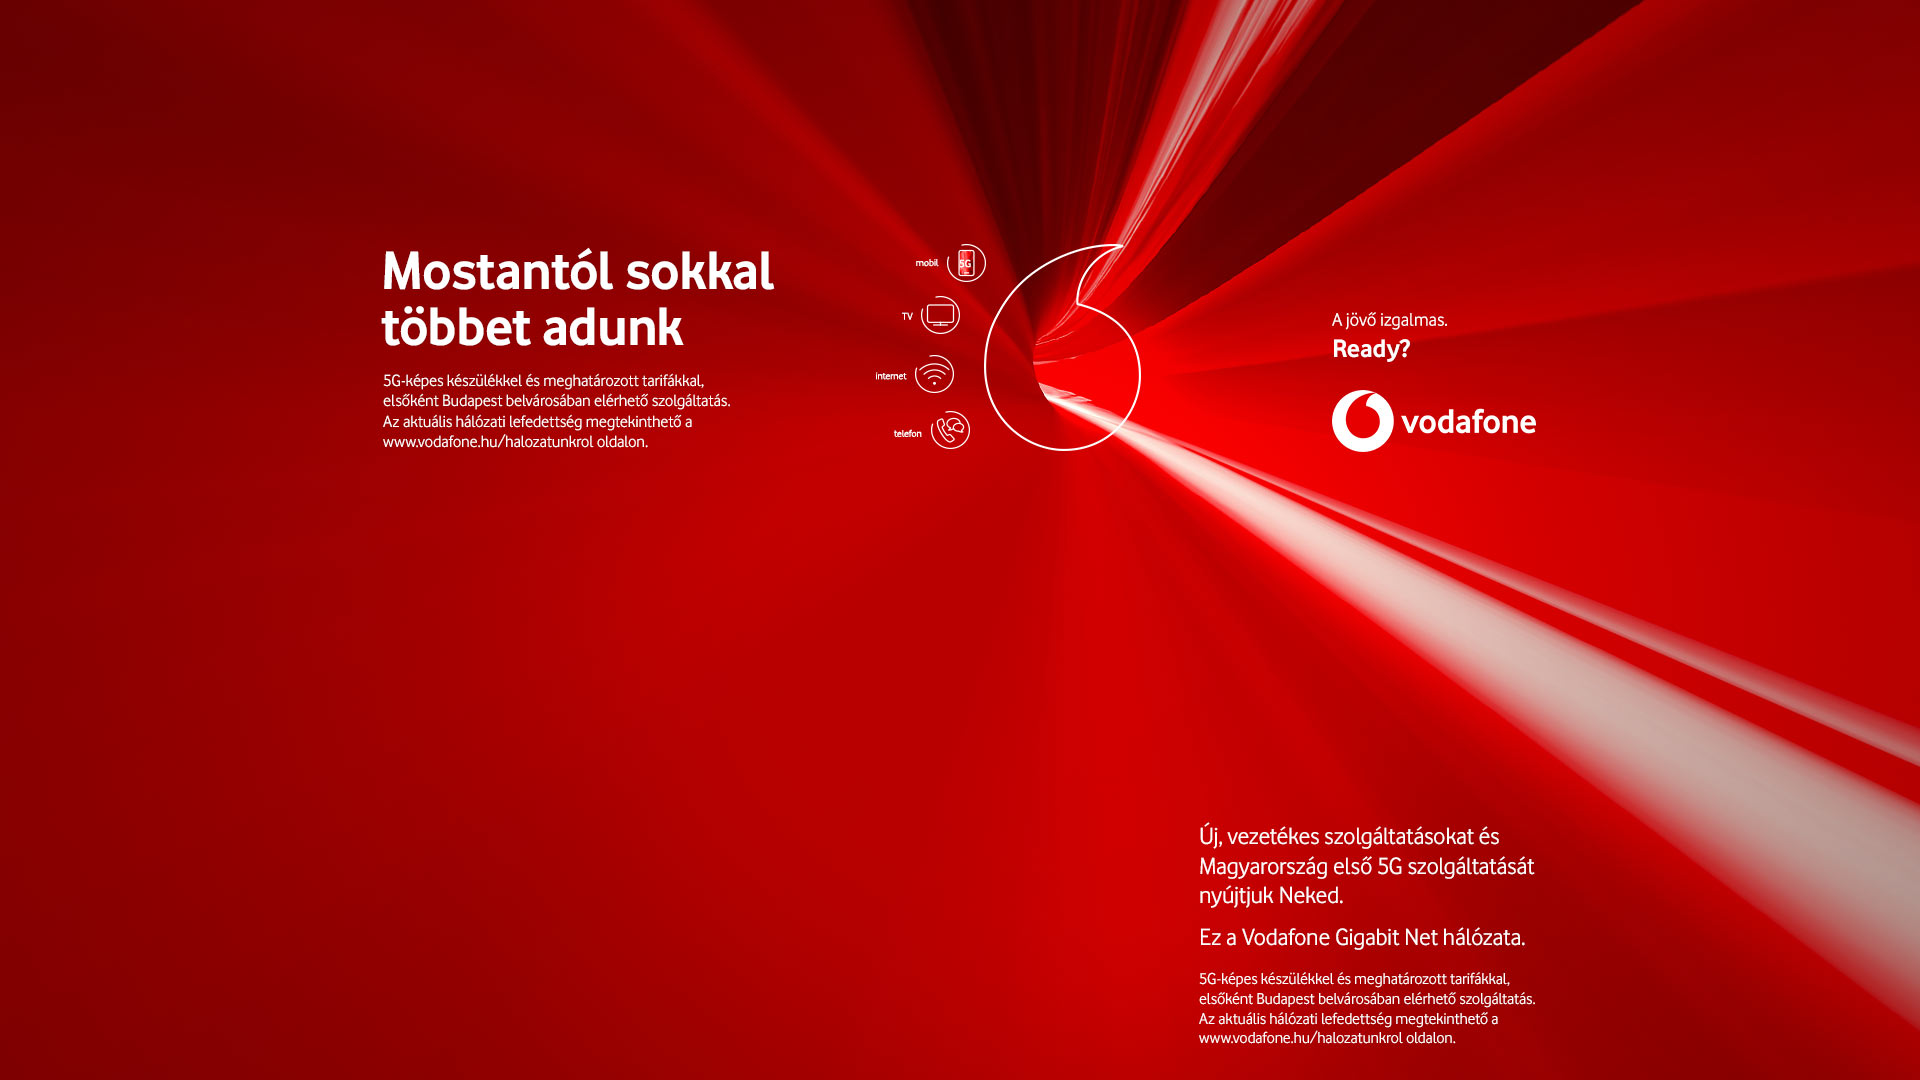 Mostantól sokkal
többet adunk
5G-képes készülékkel és meghatározott tarifákkal,
elsőként Budapest belvárosában elérhető szolgáltatás.
Az aktuális hálózati lefedettség megtekinthető a
www.vodafone.hu/halozatunkrol oldalon.
mobil
5G
TV
internet
telefon
A jövő izgalmas.
Ready?
vodafone
Új, vezetékes szolgáltatásokat és
Magyarország első 5G szolgáltatását
nyújtjuk Neked.
Ez a Vodafone Gigabit Net hálózata.
5G-képes készülékkel és meghatározott tarifákkal,
elsőként Budapest belvárosában elérhető szolgáltatás.
Az aktuális hálózati lefedettség megtekinthető a
www.vodafone.hu/halozatunkrol oldalon.